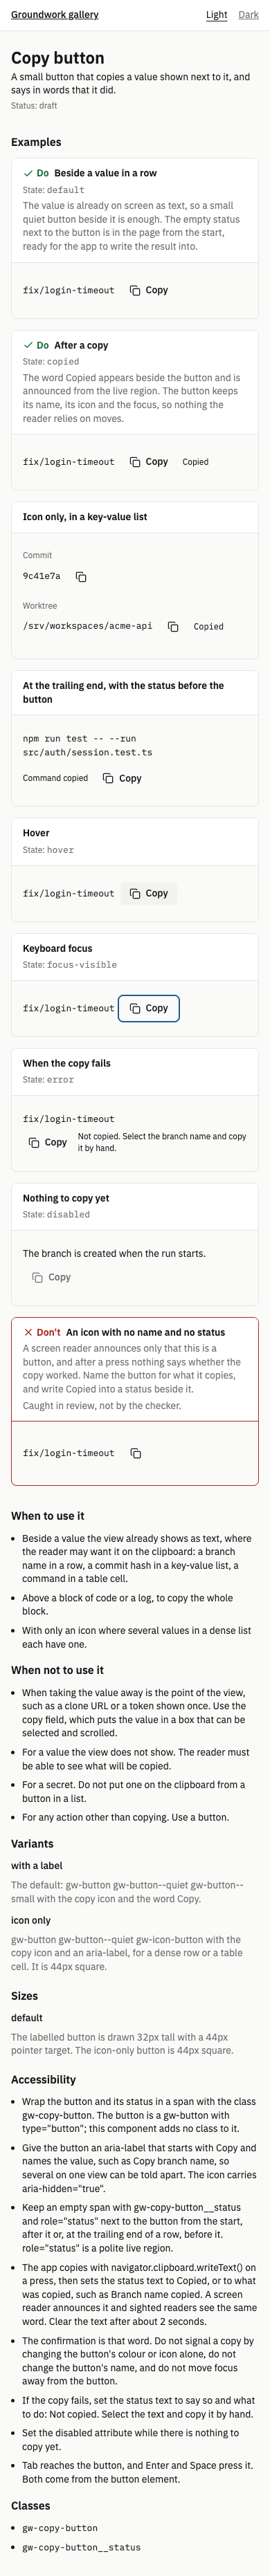 Groundwork gallery
Light Dark
Copy button
A small button that copies a value shown next to it, and
says in words that it did.
Status: draft
Examples
Do Beside a value in a row
State: default
The value is already on screen as text, so a small
quiet button beside it is enough. The empty status
next to the button is in the page from the start,
ready for the app to write the result into.
fix/login-timeout Copy
Do After a copy
State: copied
The word Copied appears beside the button and is
announced from the live region. The button keeps
its name, its icon and the focus, so nothing the
reader relies on moves.
fix/login-timeout Copy Copied
Icon only, in a key-value list
Commit
9c41e7a
Worktree
/srv/workspaces/acme-api Copied
At the trailing end, with the status before the
button
npm run test -- --run
src/auth/session.test.ts
Command copied Copy
Hover
State: hover
fix/login-timeout Copy
Keyboard focus
State: focus-visible
fix/login-timeout Copy
When the copy fails
State: error
fix/login-timeout
Copy Not copied. Select the branch name and copy
it by hand.
Nothing to copy yet
State: disabled
The branch is created when the run starts.
Copy
Don't An icon with no name and no status
A screen reader announces only that this is a
button, and after a press nothing says whether the
copy worked. Name the button for what it copies,
and write Copied into a status beside it.
Caught in review, not by the checker.
fix/login-timeout
When to use it
• Beside a value the view already shows as text, where
the reader may want it on the clipboard: a branch
name in a row, a commit hash in a key-value list, a
command in a table cell.
• Above a block of code or a log, to copy the whole
block.
• With only an icon where several values in a dense list
each have one.
When not to use it
• When taking the value away is the point of the view,
such as a clone URL or a token shown once. Use the
copy field, which puts the value in a box that can be
selected and scrolled.
• For a value the view does not show. The reader must
be able to see what will be copied.
• For a secret. Do not put one on the clipboard from a
button in a list.
• For any action other than copying. Use a button.
Variants
with a label
The default: gw-button gw-button--quiet gw-button--
small with the copy icon and the word Copy.
icon only
gw-button gw-button--quiet gw-icon-button with the
copy icon and an aria-label, for a dense row or a table
cell. It is 44px square.
Sizes
default
The labelled button is drawn 32px tall with a 44px
pointer target. The icon-only button is 44px square.
Accessibility
• Wrap the button and its status in a span with the class
gw-copy-button. The button is a gw-button with
type="button"; this component adds no class to it.
• Give the button an aria-label that starts with Copy and
names the value, such as Copy branch name, so
several on one view can be told apart. The icon carries
aria-hidden="true".
• Keep an empty span with gw-copy-button__status
and role="status" next to the button from the start,
after it or, at the trailing end of a row, before it.
role="status" is a polite live region.
• The app copies with navigator.clipboard.writeText() on
a press, then sets the status text to Copied, or to what
was copied, such as Branch name copied. A screen
reader announces it and sighted readers see the same
word. Clear the text after about 2 seconds.
• The confirmation is that word. Do not signal a copy by
changing the button's colour or icon alone, do not
change the button's name, and do not move focus
away from the button.
• If the copy fails, set the status text to say so and what
to do: Not copied. Select the text and copy it by hand.
• Set the disabled attribute while there is nothing to
copy yet.
• Tab reaches the button, and Enter and Space press it.
Both come from the button element.
Classes
• gw-copy-button
• gw-copy-button__status